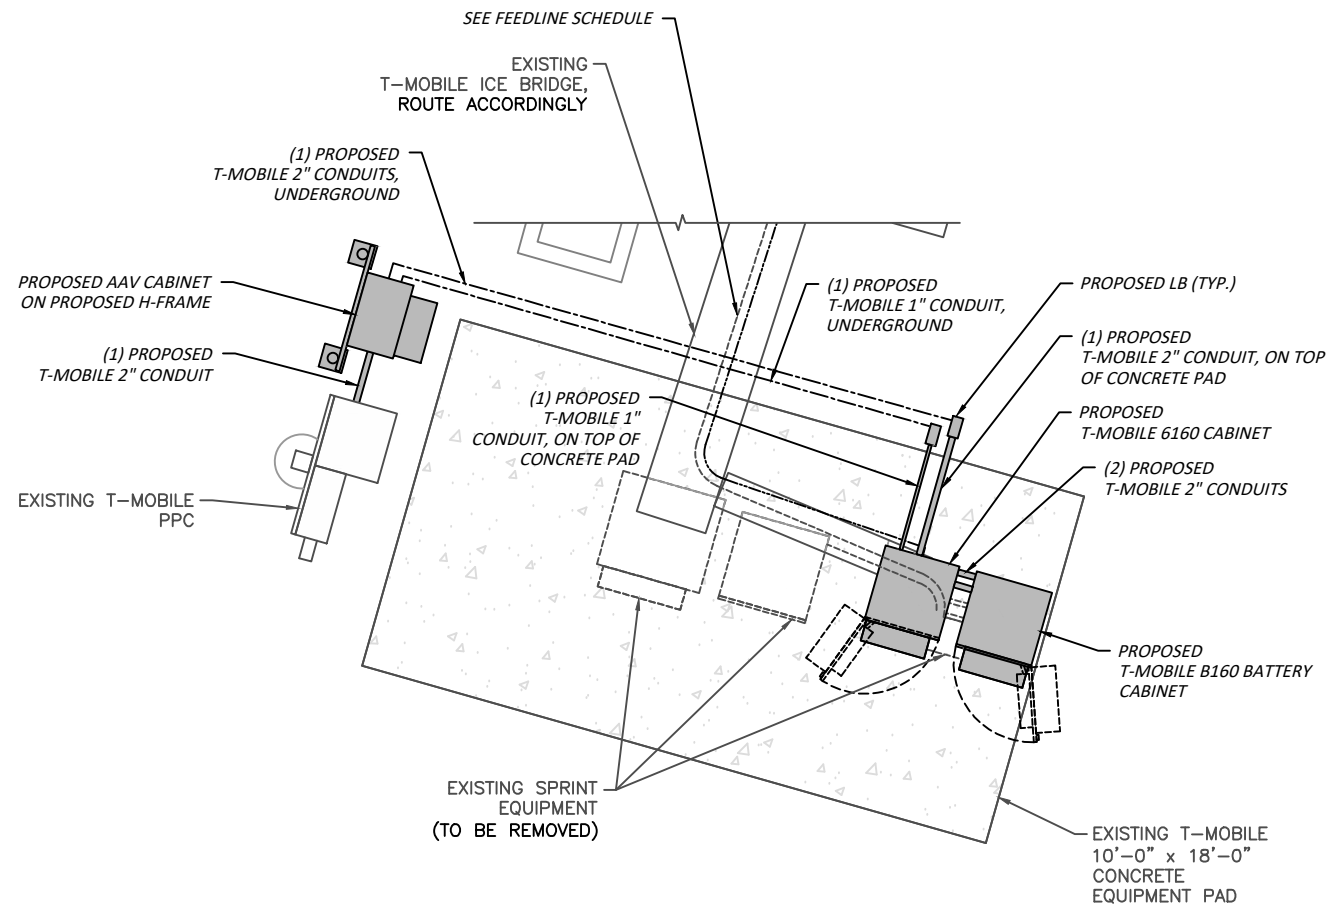 SEE FEEDLINE SCHEDULE
EXISTING
T-MOBILE ICE BRIDGE,
ROUTE ACCORDINGLY
(1) PROPOSED
T-MOBILE 2" CONDUITS,
UNDERGROUND
PROPOSED AAV CABINET
ON PROPOSED H-FRAME
(1) PROPOSED
T-MOBILE 2" CONDUIT
EXISTING T-MOBILE
PPC
(1) PROPOSED
T-MOBILE 1"
CONDUIT, ON TOP OF
CONCRETE PAD
(1) PROPOSED
T-MOBILE 1" CONDUIT,
UNDERGROUND
PROPOSED LB (TYP.)
(1) PROPOSED
T-MOBILE 2" CONDUIT, ON TOP
OF CONCRETE PAD
PROPOSED
T-MOBILE 6160 CABINET
(2) PROPOSED
T-MOBILE 2" CONDUITS
PROPOSED
T-MOBILE B160 BATTERY
CABINET
EXISTING SPRINT
EQUIPMENT
(TO BE REMOVED)
EXISTING T-MOBILE
10'-0" x 18'-0"
CONCRETE
EQUIPMENT PAD